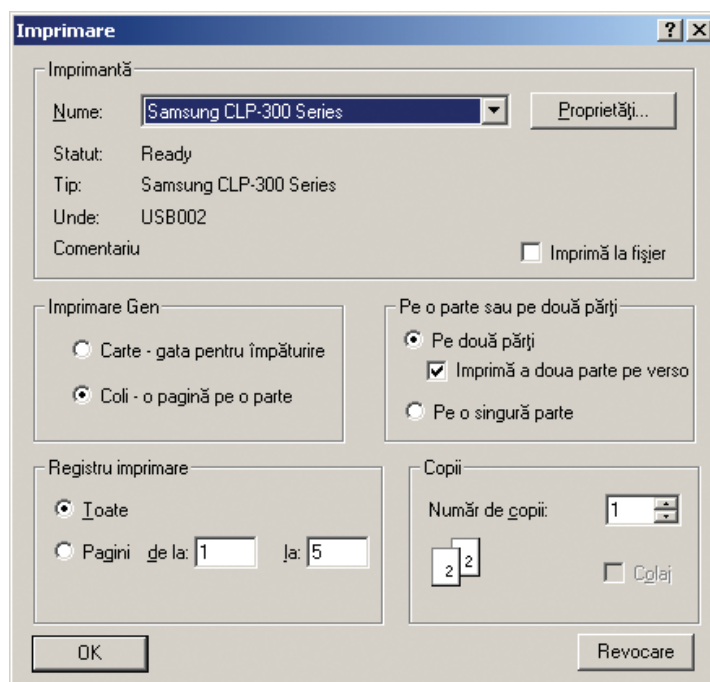 Imprimare
Imprimantă
Nume: Samsung CLP-300 Series Proprietăţi...
Statut: Ready
Tip: Samsung CLP-300 Series
Unde: USB002
Comentariu Imprimă la fişier
Imprimare Gen
Carte - gata pentru împăturire
Coli - o pagină pe o parte
Pe o parte sau pe două părţi
Pe două părţi
Imprimă a doua parte pe verso
Pe o singură parte
Registru imprimare
Toate
Pagini de la: 1 la: 5
Copii
Număr de copii: 1
2 2
Colaj
OK Revocare